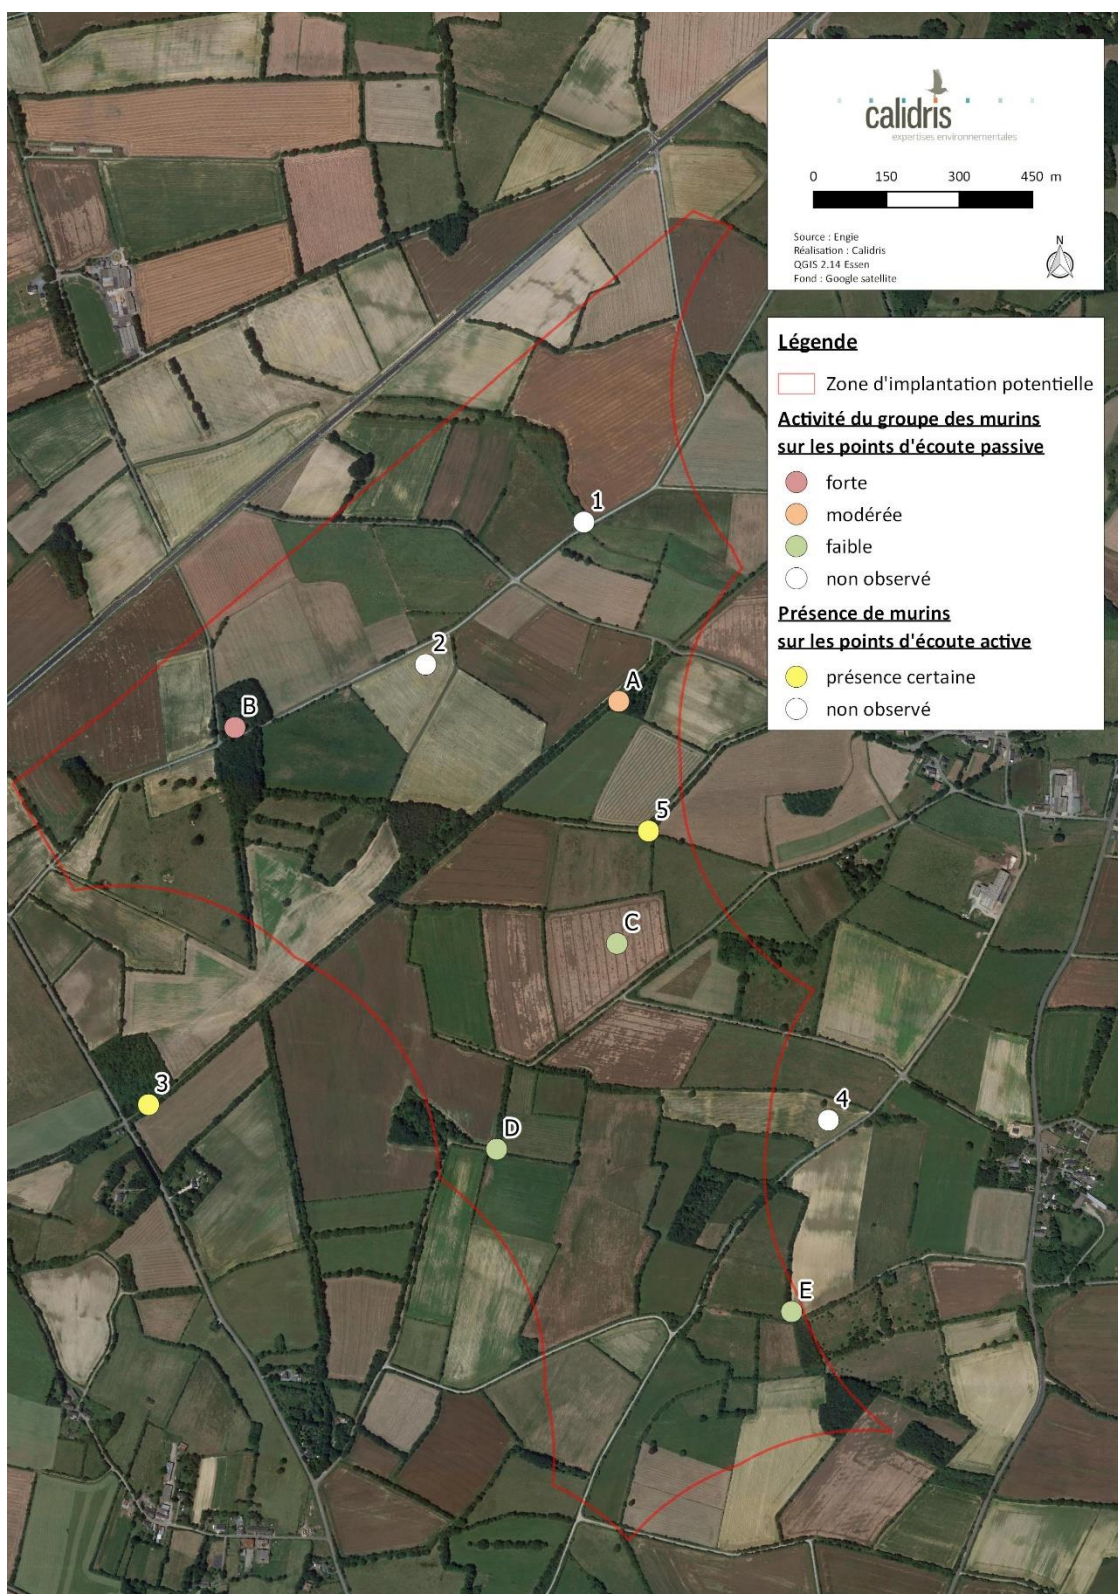 calidris
expertises environnementales
0 150 300 450 m
Source : Engie
Réalisation : Calidris
QGIS 2.14 Essen
Fond : Google satellite
N
Légende
Zone d'implantation potentielle
Activité du groupe des murins
sur les points d'écoute passive
forte
modérée
faible
non observé
Présence de murins
sur les points d'écoute active
présence certaine
non observé
1
2
A
B
5
C
3
4
D
E